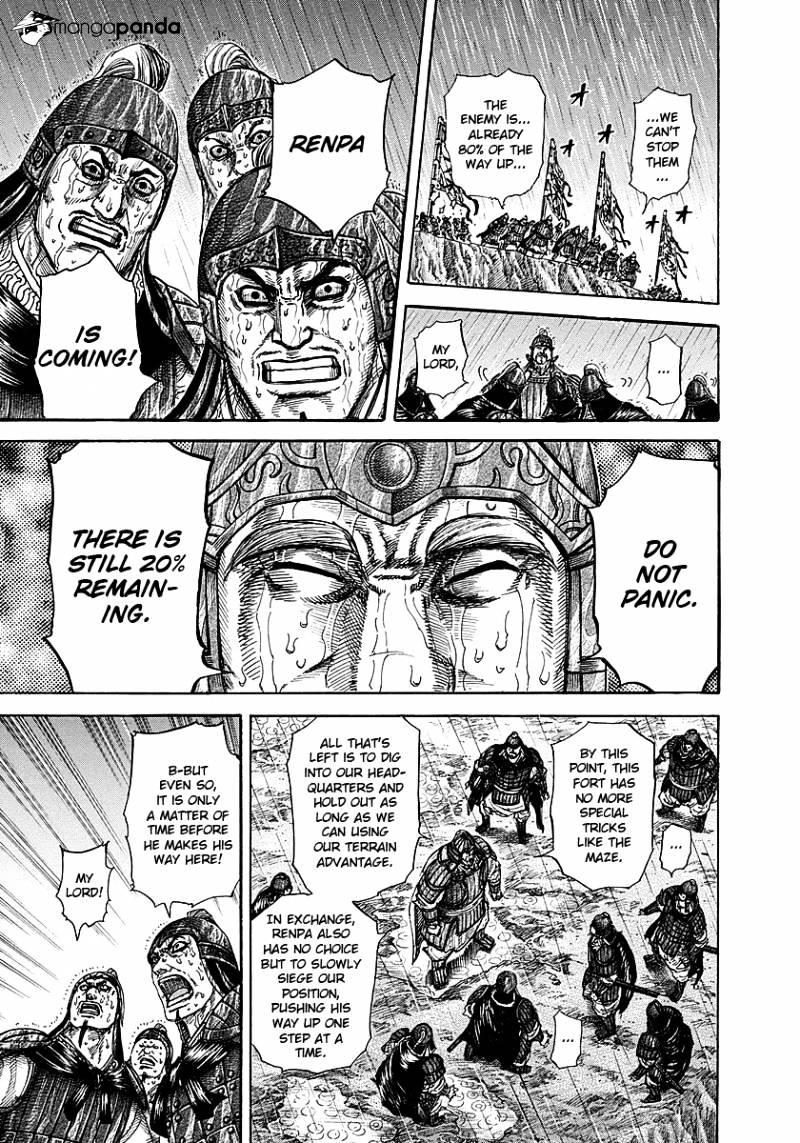 mangapanda
...WE
CAN'T
STOP
THEM
...
THE
ENEMY IS...
ALREADY
80% OF
THE
WAY UP...
RENPA
IS
COMING!
...
MY
LORD,
DO
NOT
PANIC.
THERE IS
STILL 20%
REMAIN-
ING.
BY THIS
POINT, THIS
FORT HAS
NO MORE
SPECIAL
TRICKS
LIKE THE
MAZE.
...
ALL THAT'S
LEFT IS TO DIG
INTO OUR HEAD-
QUARTERS AND
HOLD OUT AS
LONG AS WE
CAN USING
OUR TERRAIN
ADVANTAGE.
IN EXCHANGE,
RENPA ALSO
HAS NO CHOICE
BUT TO SLOWLY
SIEGE OUR
POSITION,
PUSHING HIS
WAY UP ONE
STEP AT A
TIME.
...
B-BUT
EVEN SO,
IT IS ONLY
A MATTER OF
TIME BEFORE
HE MAKES HIS
WAY HERE!
MY
LORD!